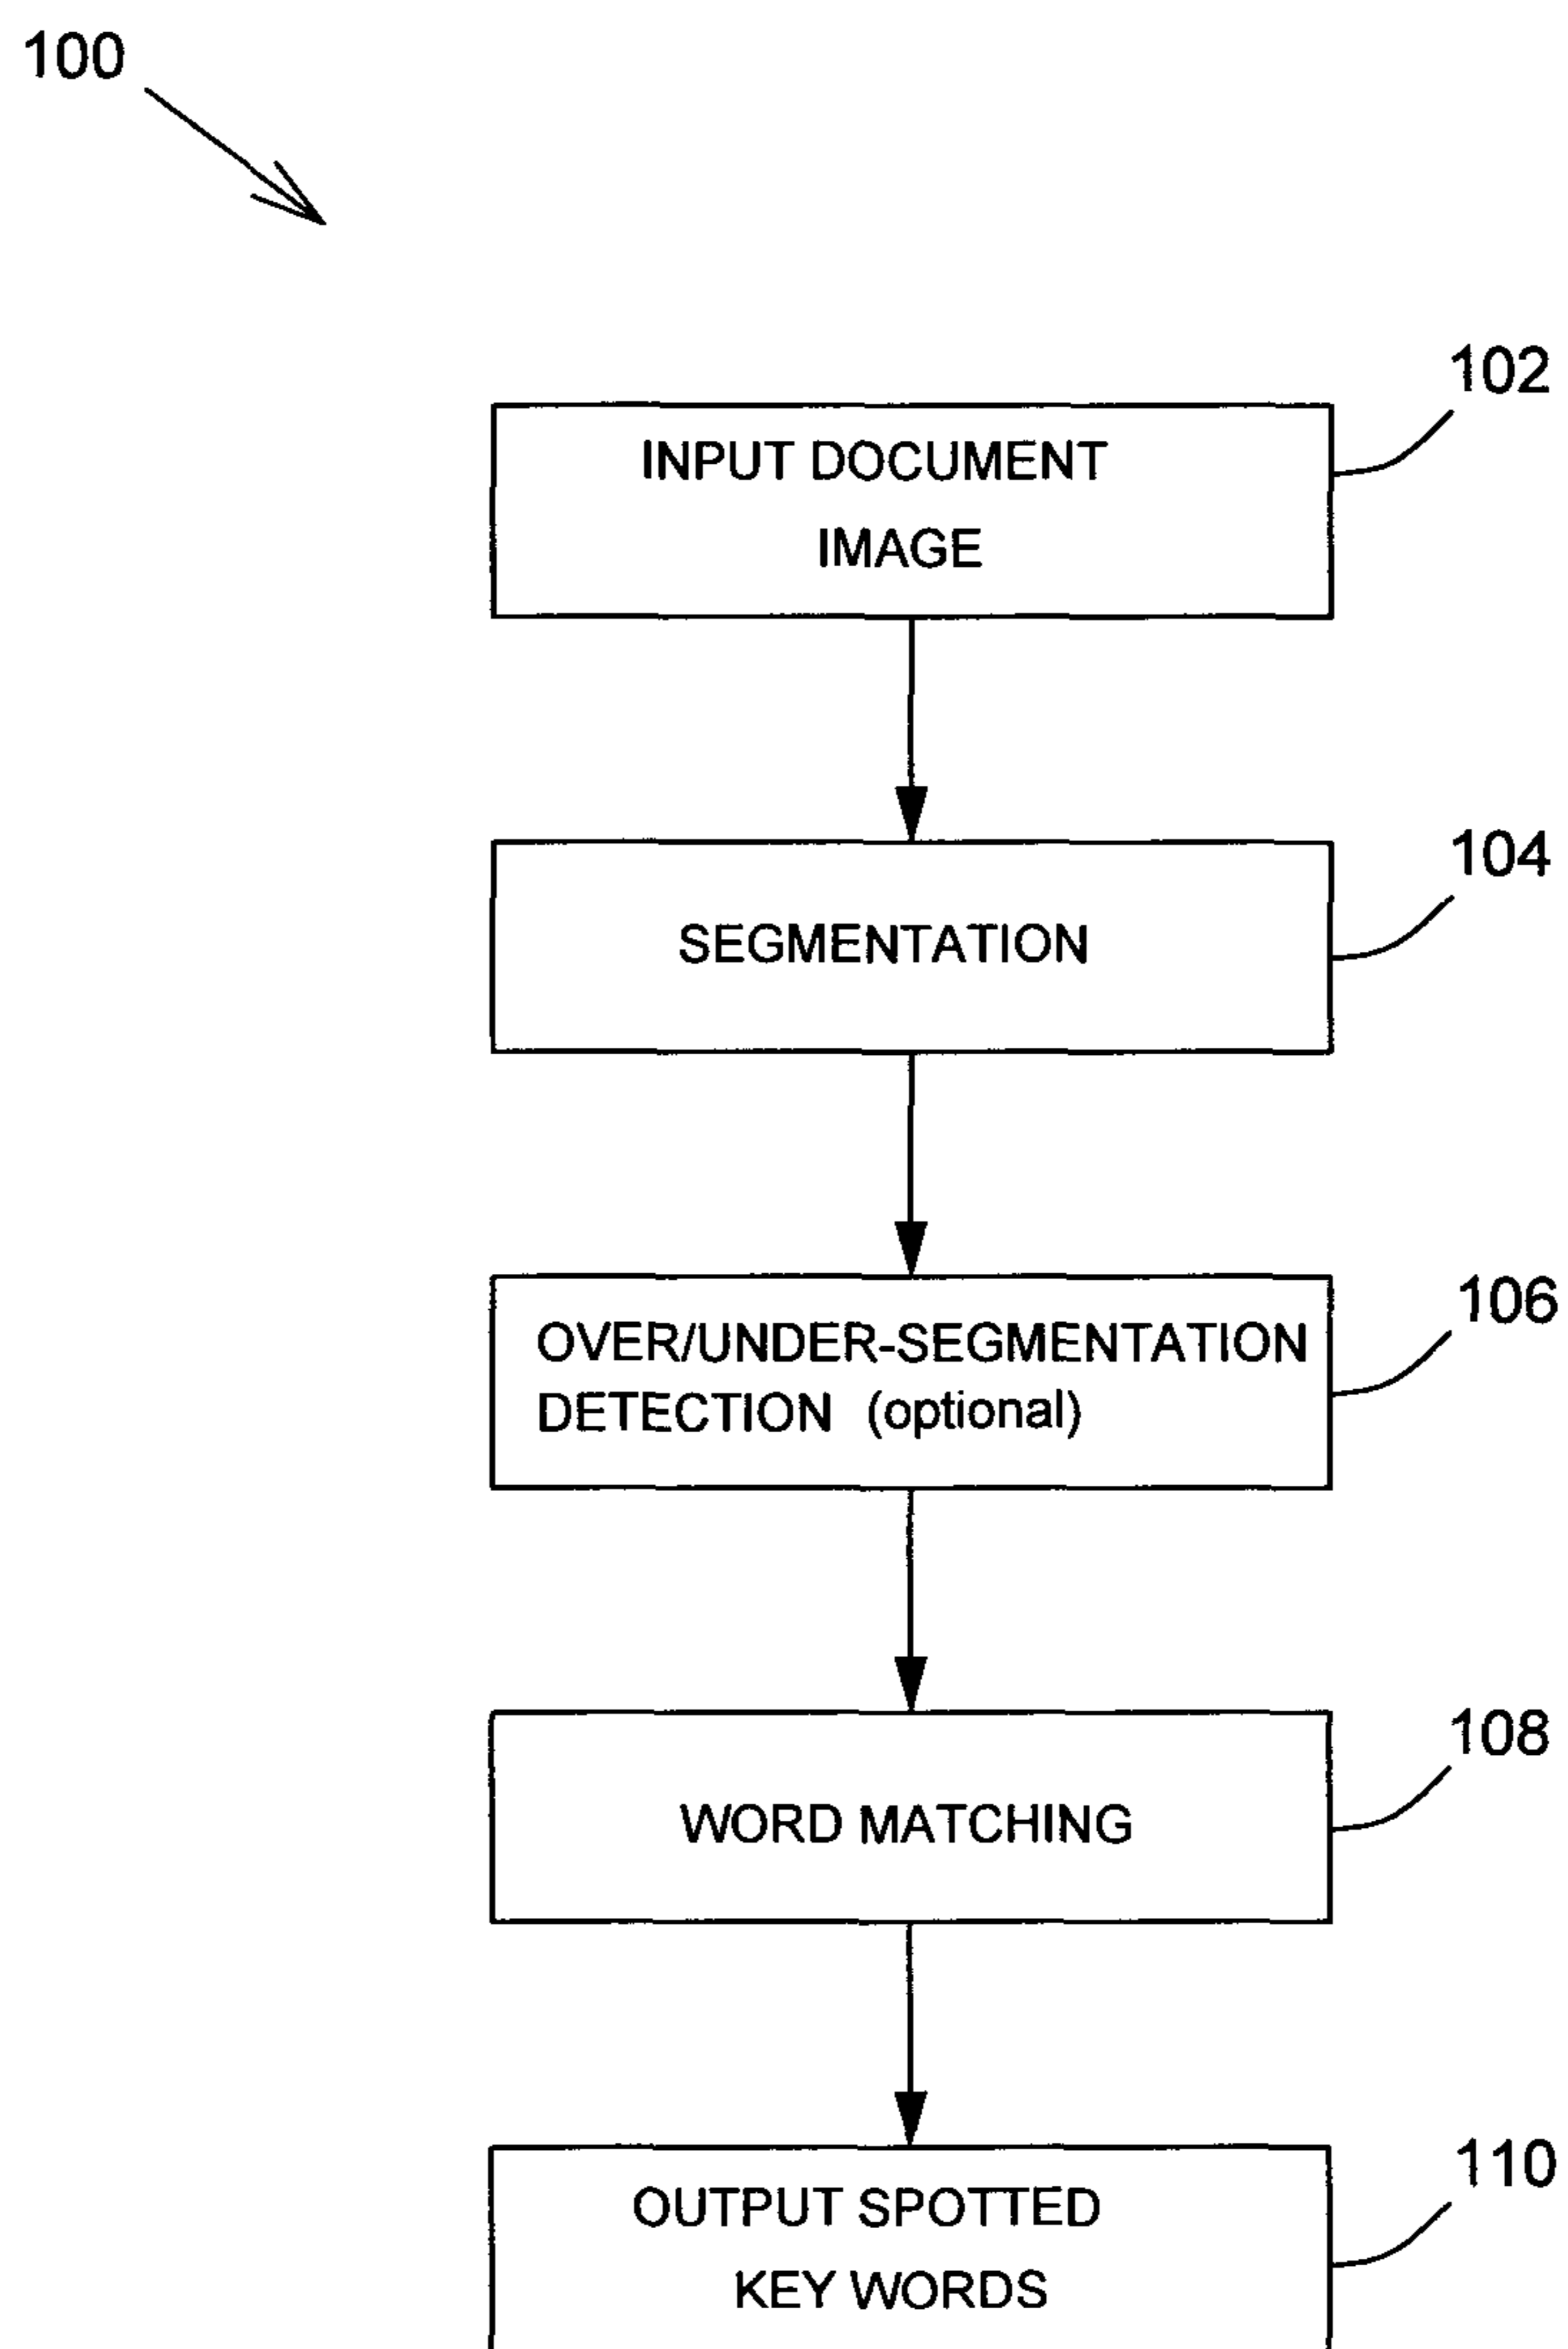 100
102
INPUT DOCUMENT
IMAGE
104
SEGMENTATION
106
OVER/UNDER-SEGMENTATION
DETECTION (optional)
108
WORD MATCHING
110
OUTPUT SPOTTED
KEY WORDS